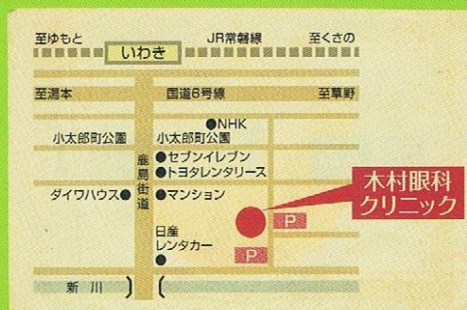 至ゆもと
いわき
JR常磐線
至くさの
至湯本
国道6号線
至草野
●NHK
小太郎町公園
小太郎町公園
鹿島街道
●セブンイレブン
●トヨタレンタリース
ダイワハウス●
●マンション
木村眼科
クリニック
P
日産
レンタカー
●
P
新川